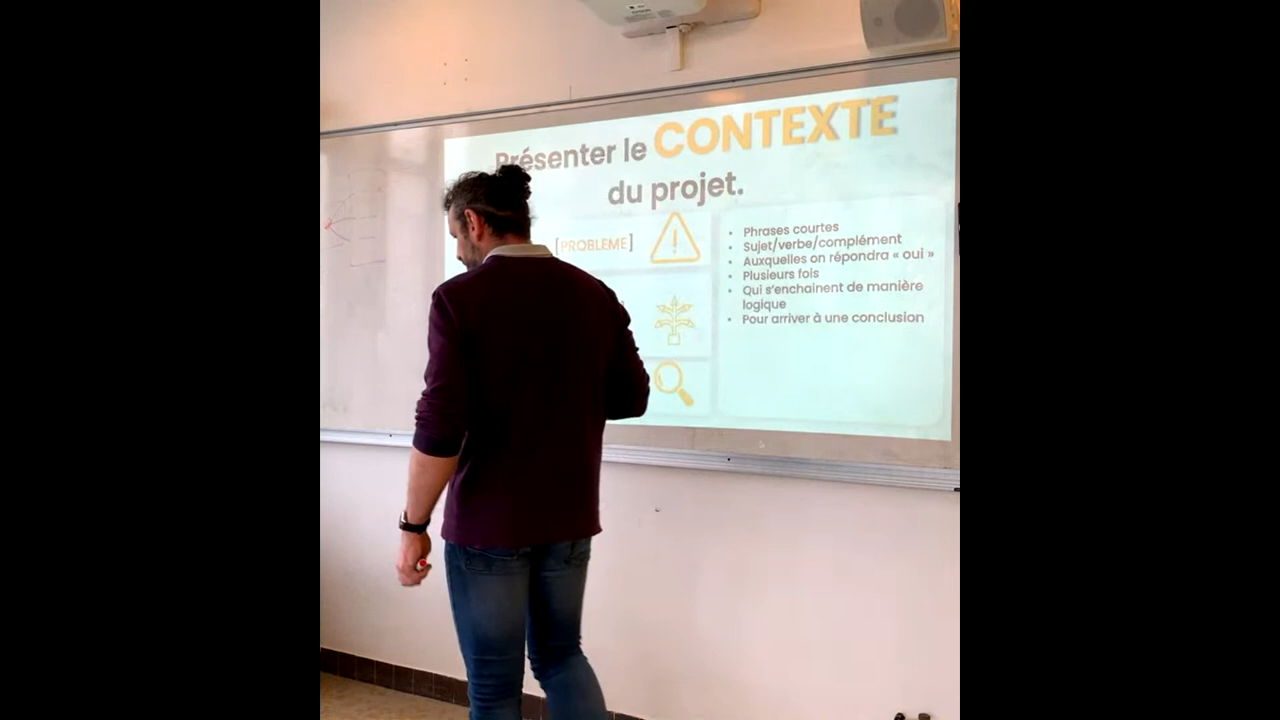 Présenter le CONTEXTE
du projet.
[PROBLEME]
• Phrases courtes
• Sujet/verbe/complément
• Auxquelles on répondra « oui »
• Plusieurs fois
• Qui s'enchainent de manière
logique
• Pour arriver à une conclusion